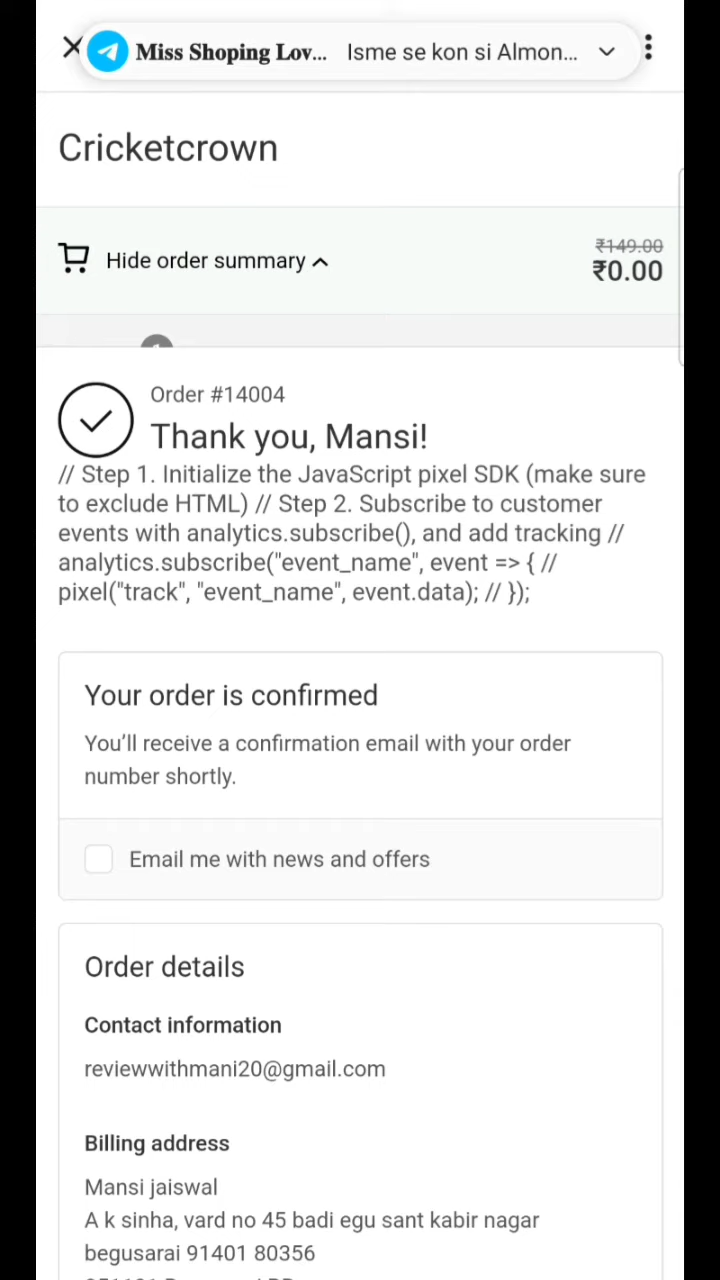 Miss Shoping Lov... Isme se kon si Almon...
Cricketcrown
₹149.00
Hide order summary ₹0.00
Order #14004
Thank you, Mansi!
// Step 1. Initialize the JavaScript pixel SDK (make sure
to exclude HTML) // Step 2. Subscribe to customer
events with analytics.subscribe(), and add tracking //
analytics.subscribe("event_name", event => { //
pixel("track", "event_name", event.data); // });
Your order is confirmed
You’ll receive a confirmation email with your order
number shortly.
Email me with news and offers
Order details
Contact information
reviewwithmani20@gmail.com
Billing address
Mansi jaiswal
A k sinha, vard no 45 badi egu sant kabir nagar
begusarai 91401 80356